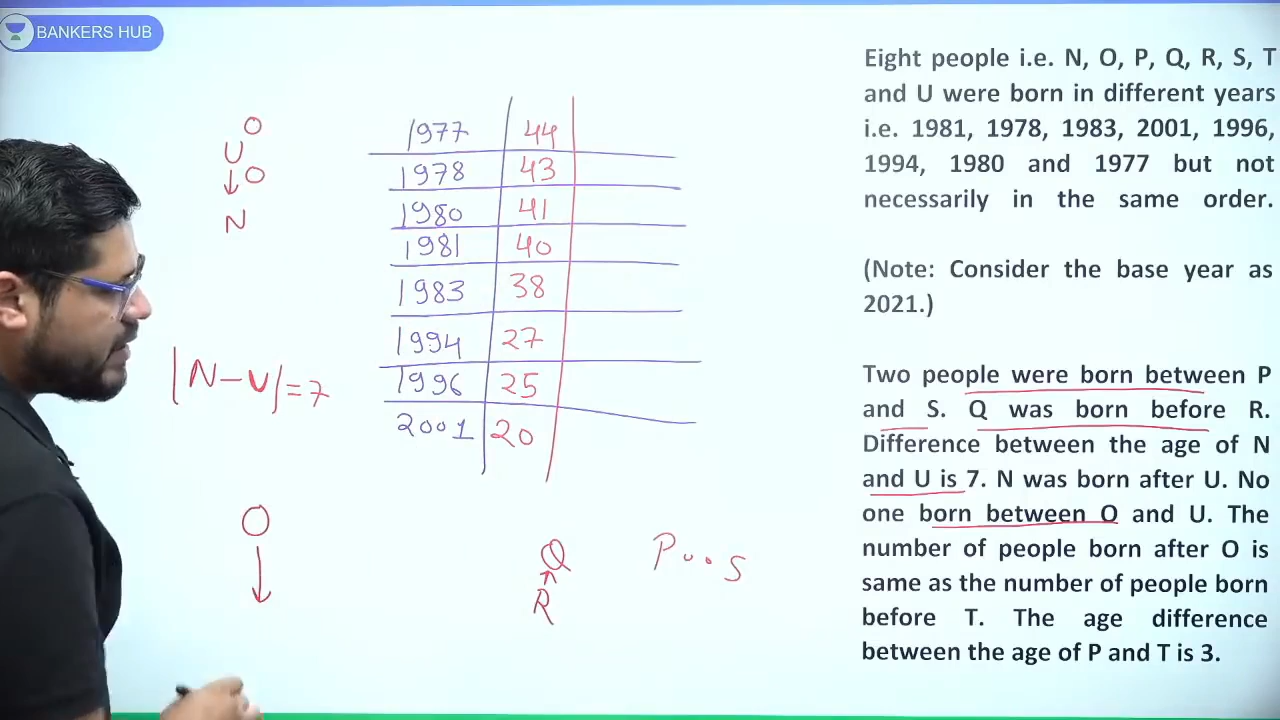 BANKERS HUB
Eight people i.e. N, O, P, Q, R, S, T
and U were born in different years
i.e. 1981, 1978, 1983, 2001, 1996,
1994, 1980 and 1977 but not
necessarily in the same order.
(Note: Consider the base year as
2021.)
Two people were born between P
and S. Q was born before R.
Difference between the age of N
and U is 7. N was born after U. No
one born between O and U. The
number of people born after O is
same as the number of people born
before T. The age difference
between the age of P and T is 3.
O
U
O
N
|N-U|=7
O
1977 44
1978 43
1980 41
1981 40
1983 38
1994 27
1996 25
2001 20
Q
R
P..S